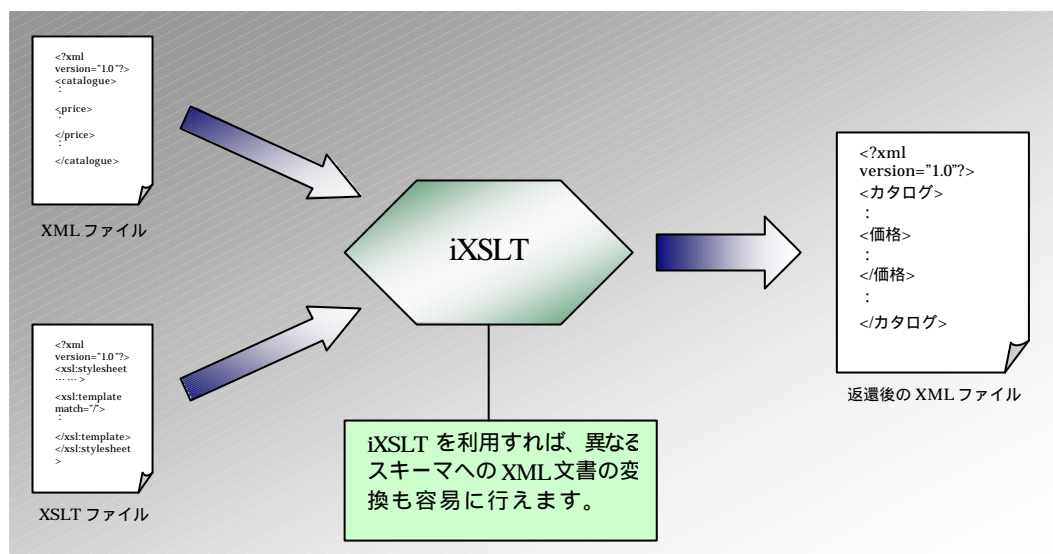 <?xml
version="1.0"?>
<catalogue>
:
<price>
:
</price>
:
</catalogue>
XML ファイル
<?xml
version="1.0"?>
<xsl:stylesheet
…… >
<xsl:template
match="/">
:
</xsl:template>
</xsl:stylesheet
>
XSLT ファイル
iXSLT
iXSLT を利用すれば、異なる
スキーマへの XML 文書の変
換も容易に行えます。
<?xml
version="1.0"?>
<カタログ>
:
<価格>
:
</価格>
:
</カタログ>
返還後の XML ファイル